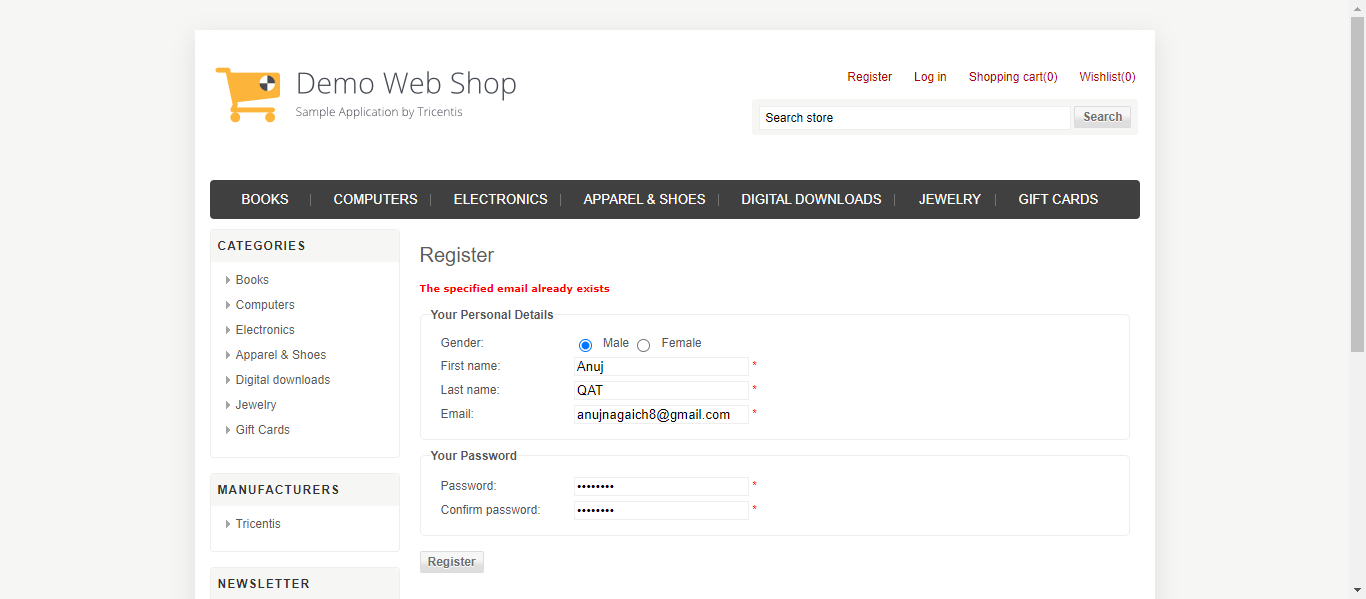 Demo Web Shop
Sample Application by Tricentis
Register Log in Shopping cart(0) Wishlist(0)
Search store Search
BOOKS COMPUTERS ELECTRONICS APPAREL & SHOES DIGITAL DOWNLOADS JEWELRY GIFT CARDS
CATEGORIES
Books
Computers
Electronics
Apparel & Shoes
Digital downloads
Jewelry
Gift Cards
MANUFACTURERS
Tricentis
NEWSLETTER
Register
The specified email already exists
Your Personal Details
Gender: Male Female
First name: Anuj *
Last name: QAT *
Email: anujnagaich8@gmail.com *
Your Password
Password: •••••••• *
Confirm password: •••••••• *
Register